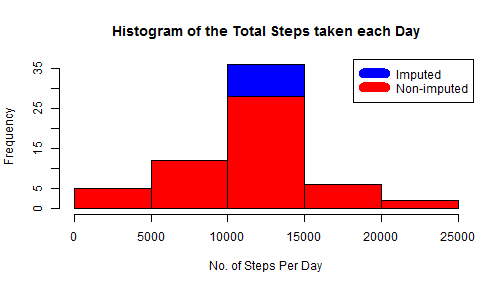 Histogram of the Total Steps taken each Day
Imputed
Non-imputed
Frequency
35
25
15
5
0
0 5000 10000 15000 20000 25000
No. of Steps Per Day